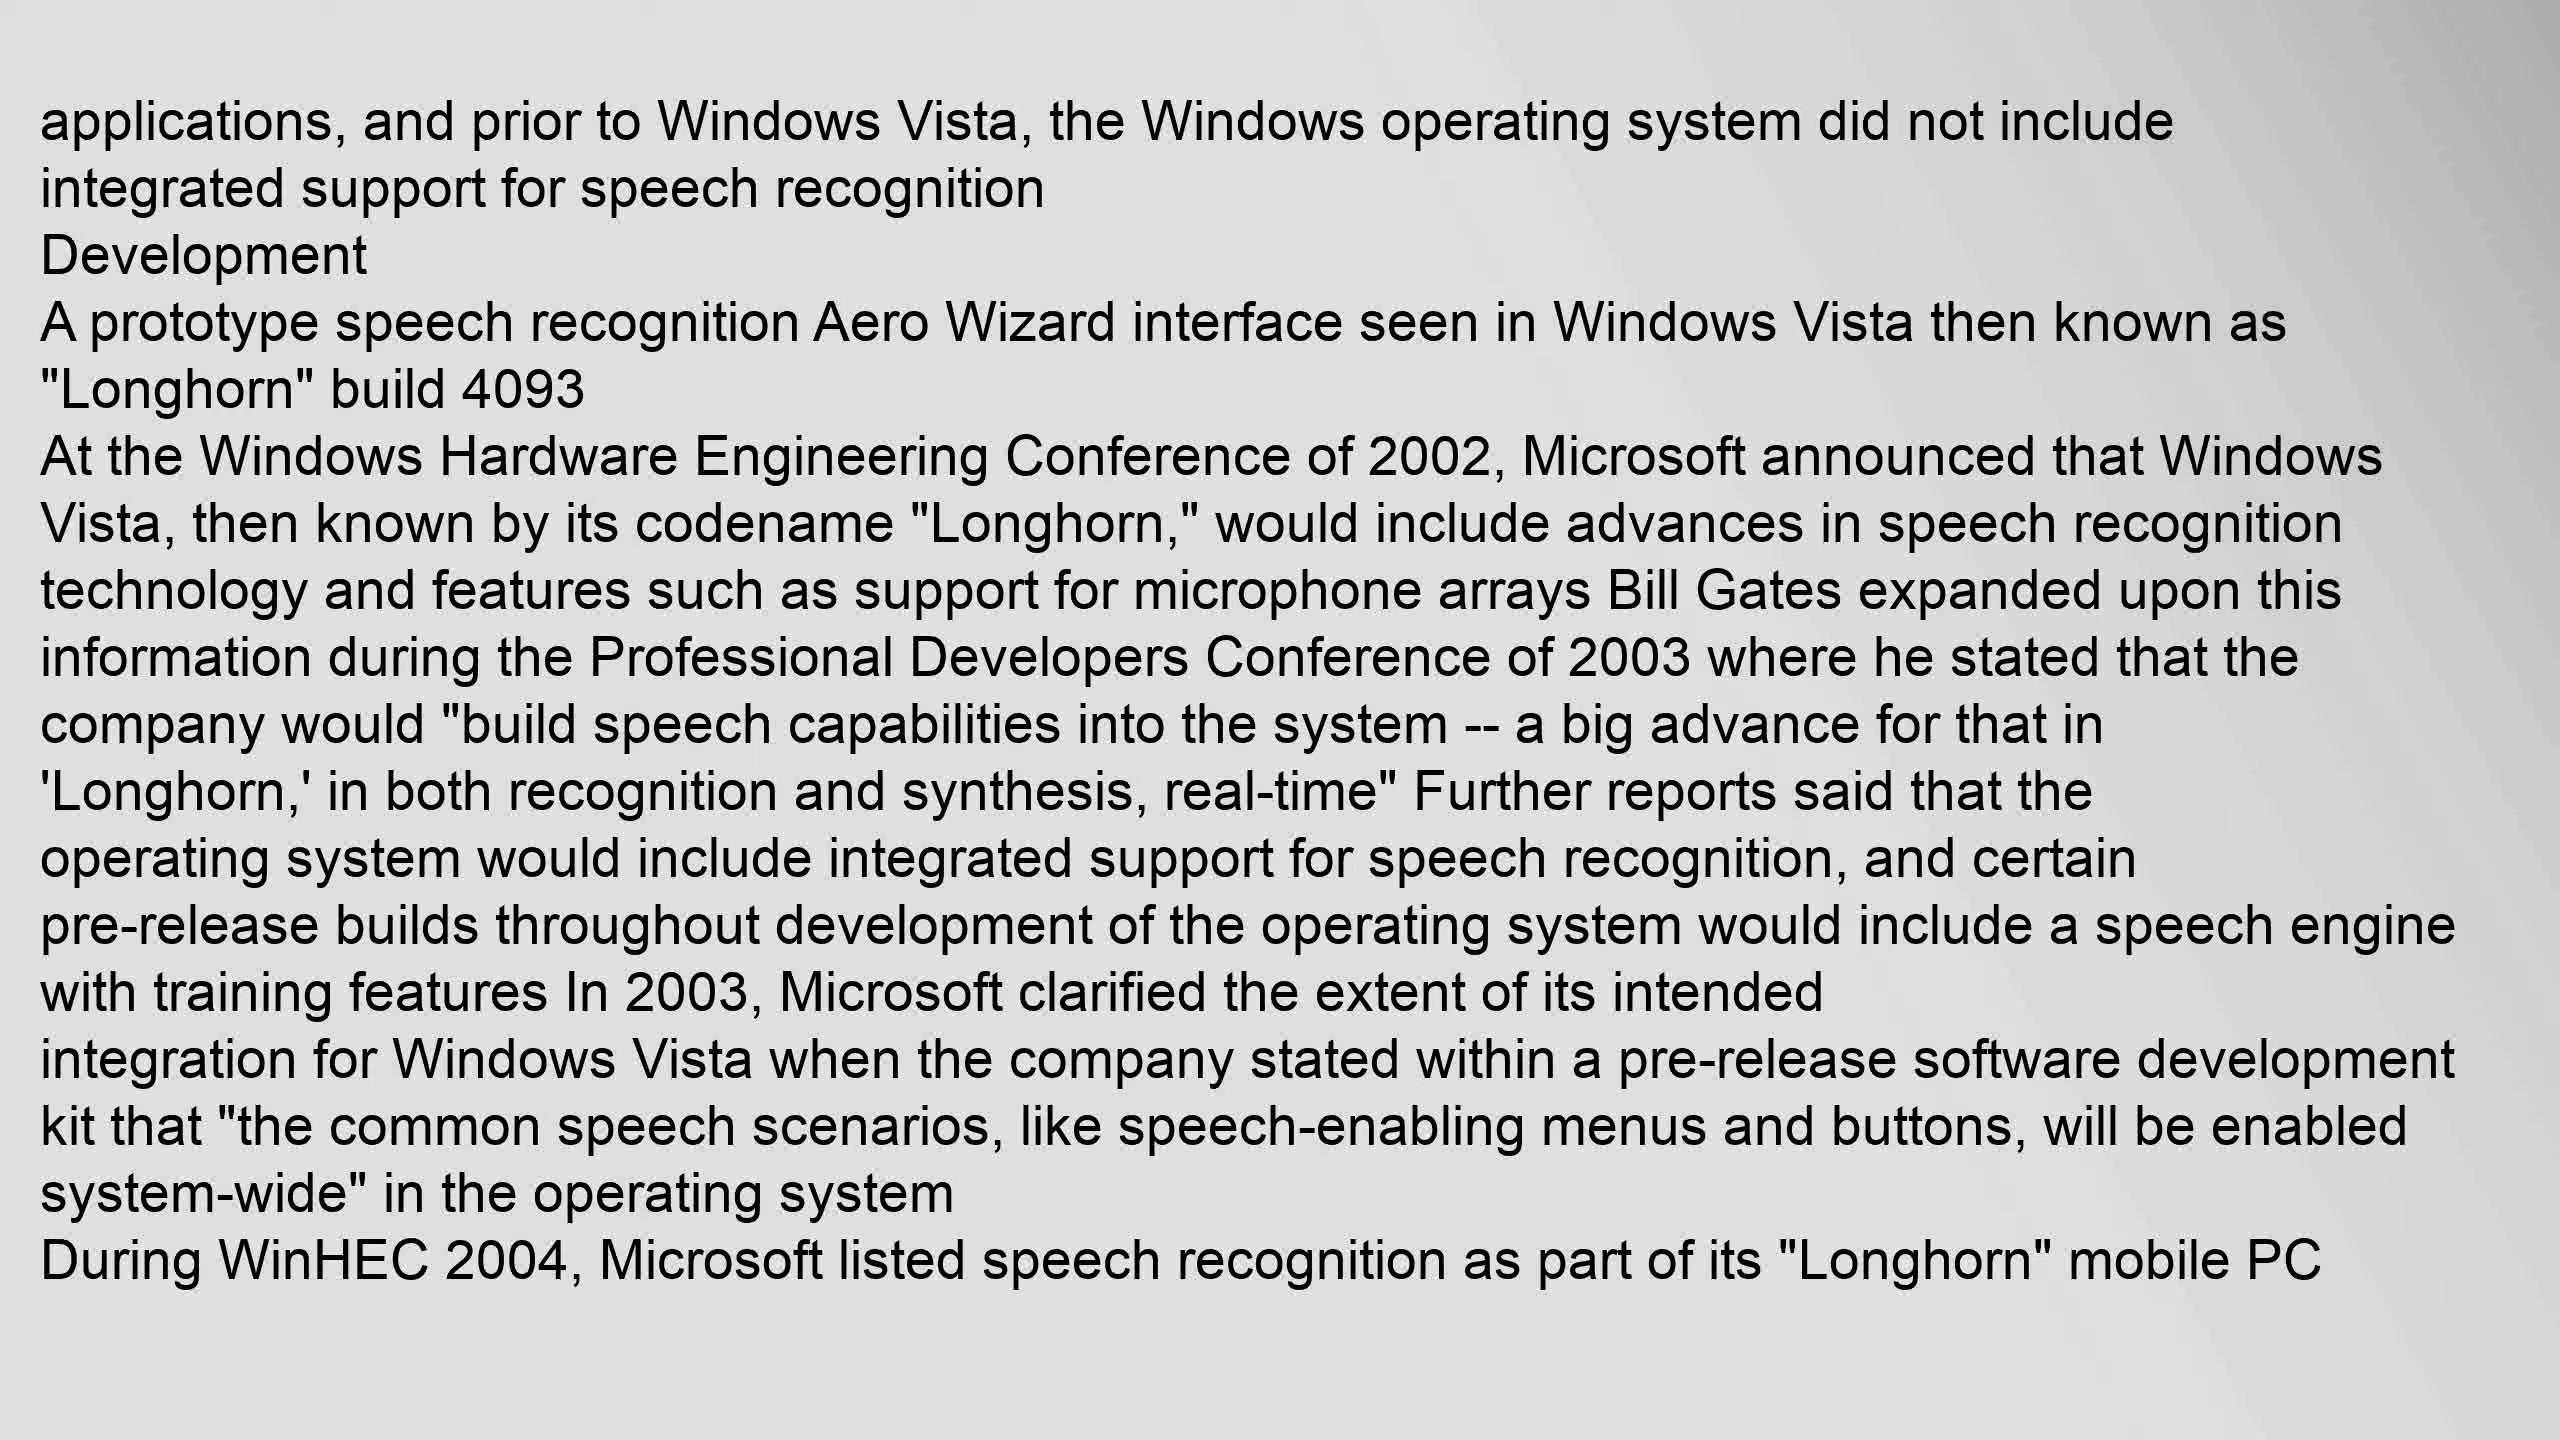 applications, and prior to Windows Vista, the Windows operating system did not include
integrated support for speech recognition
Development
A prototype speech recognition Aero Wizard interface seen in Windows Vista then known as
"Longhorn" build 4093
At the Windows Hardware Engineering Conference of 2002, Microsoft announced that Windows
Vista, then known by its codename "Longhorn," would include advances in speech recognition
technology and features such as support for microphone arrays Bill Gates expanded upon this
information during the Professional Developers Conference of 2003 where he stated that the
company would "build speech capabilities into the system -- a big advance for that in
'Longhorn,' in both recognition and synthesis, real-time" Further reports said that the
operating system would include integrated support for speech recognition, and certain
pre-release builds throughout development of the operating system would include a speech engine
with training features In 2003, Microsoft clarified the extent of its intended
integration for Windows Vista when the company stated within a pre-release software development
kit that "the common speech scenarios, like speech-enabling menus and buttons, will be enabled
system-wide" in the operating system
During WinHEC 2004, Microsoft listed speech recognition as part of its "Longhorn" mobile PC